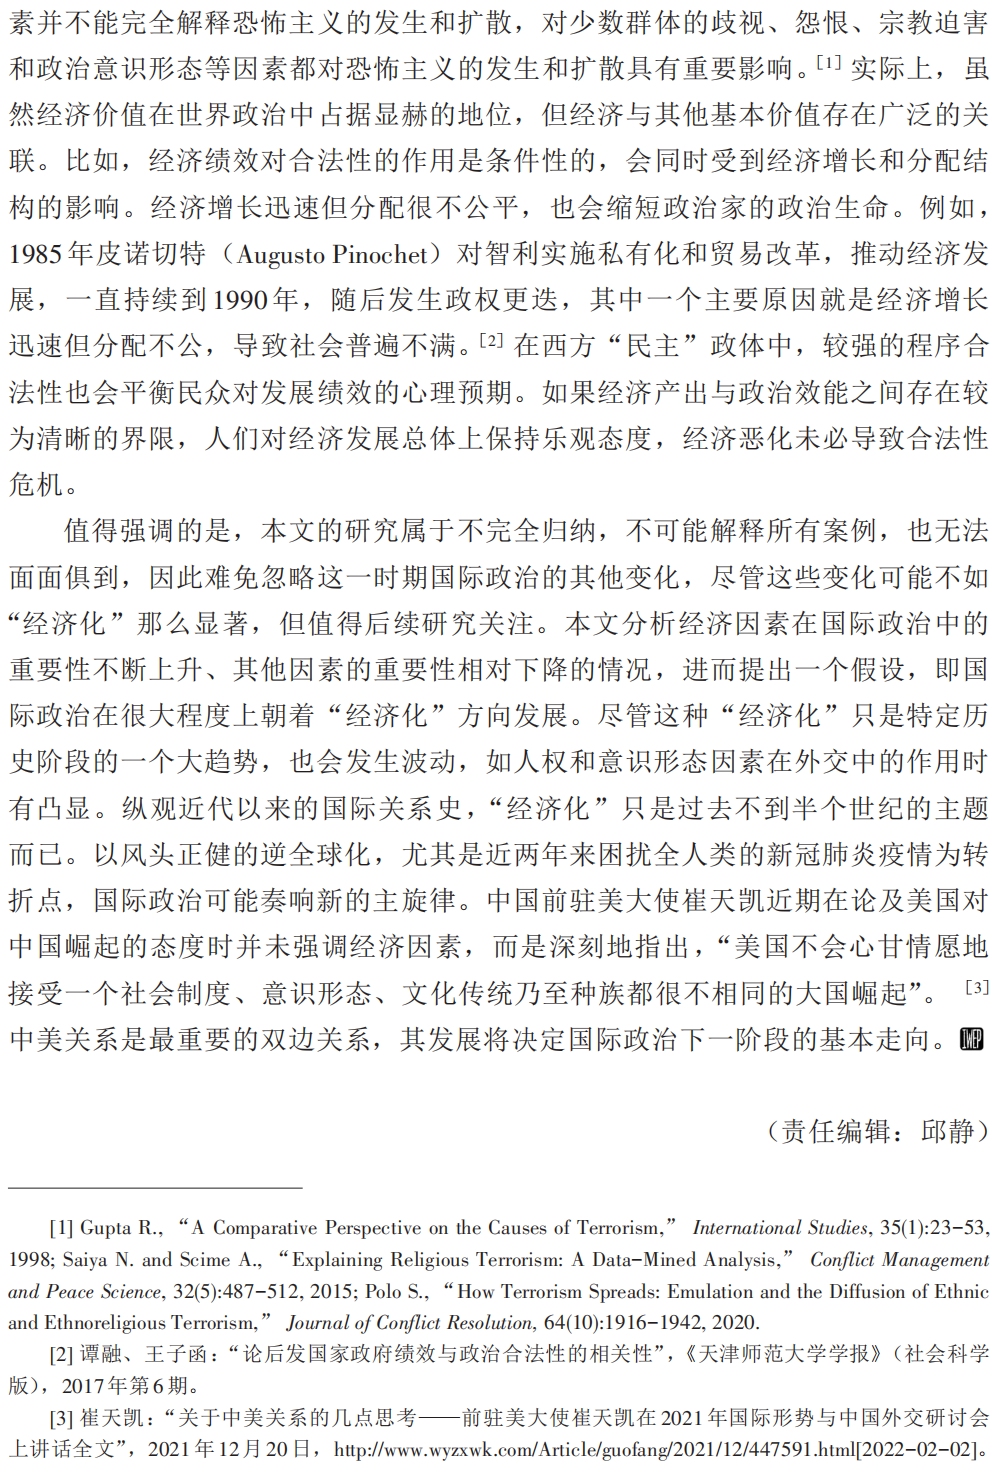 素并不能完全解释恐怖主义的发生和扩散，对少数群体的歧视、怨恨、宗教迫害
和政治意识形态等因素都对恐怖主义的发生和扩散具有重要影响。[1] 实际上，虽
然经济价值在世界政治中占据显赫的地位，但经济与其他基本价值存在广泛的关
联。比如，经济绩效对合法性的作用是条件性的，会同时受到经济增长和分配结
构的影响。经济增长迅速但分配很不公平，也会缩短政治家的政治生命。例如，
1985 年皮诺切特（Augusto Pinochet）对智利实施私有化和贸易改革，推动经济发
展，一直持续到 1990 年，随后发生政权更迭，其中一个主要原因就是经济增长
迅速但分配不公，导致社会普遍不满。[2] 在西方“民主”政体中，较强的程序合
法性也会平衡民众对发展绩效的心理预期。如果经济产出与政治效能之间存在较
为清晰的界限，人们对经济发展总体上保持乐观态度，经济恶化未必导致合法性
危机。
值得强调的是，本文的研究属于不完全归纳，不可能解释所有案例，也无法
面面俱到，因此难免忽略这一时期国际政治的其他变化，尽管这些变化可能不如
“经济化”那么显著，但值得后续研究关注。本文分析经济因素在国际政治中的
重要性不断上升、其他因素的重要性相对下降的情况，进而提出一个假设，即国
际政治在很大程度上朝着“经济化”方向发展。尽管这种“经济化”只是特定历
史阶段的一个大趋势，也会发生波动，如人权和意识形态因素在外交中的作用时
有凸显。纵观近代以来的国际关系史，“经济化”只是过去不到半个世纪的主题
而已。以风头正健的逆全球化，尤其是近两年来困扰全人类的新冠肺炎疫情为转
折点，国际政治可能奏响新的主旋律。中国前驻美大使崔天凯近期在论及美国对
中国崛起的态度时并未强调经济因素，而是深刻地指出，“美国不会心甘情愿地
接受一个社会制度、意识形态、文化传统乃至种族都很不相同的大国崛起”。 [3]
中美关系是最重要的双边关系，其发展将决定国际政治下一阶段的基本走向。IWEP
（责任编辑：邱静）
[1] Gupta R., “A Comparative Perspective on the Causes of Terrorism,” International Studies, 35(1):23-53,
1998; Saiya N. and Scime A., “Explaining Religious Terrorism: A Data-Mined Analysis,” Conflict Management
and Peace Science, 32(5):487-512, 2015; Polo S., “How Terrorism Spreads: Emulation and the Diffusion of Ethnic
and Ethnoreligious Terrorism,” Journal of Conflict Resolution, 64(10):1916-1942, 2020.
[2] 谭融、王子涵：“论后发国家政府绩效与政治合法性的相关性”，《天津师范大学学报》（社会科学
版），2017 年第 6 期。
[3] 崔天凯：“关于中美关系的几点思考——前驻美大使崔天凯在 2021 年国际形势与中国外交研讨会
上讲话全文”，2021 年 12 月 20 日，http://www.wyzxwk.com/Article/guofang/2021/12/447591.html[2022-02-02]。